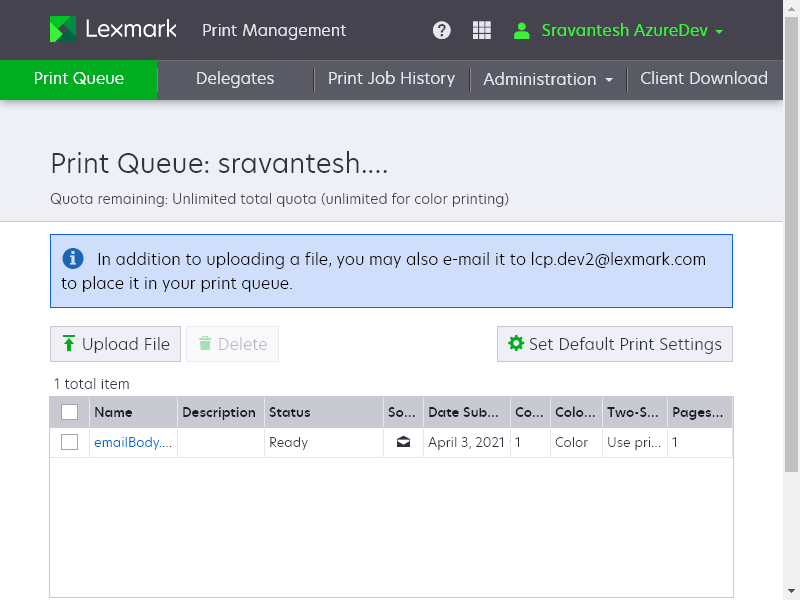 Lexmark Print Management ? Sravantesh AzureDev
Print Queue Delegates Print Job History Administration Client Download
Print Queue: sravantesh....
Quota remaining: Unlimited total quota (unlimited for color printing)
In addition to uploading a file, you may also e-mail it to lcp.dev2@lexmark.com
to place it in your print queue.
Upload File Delete Set Default Print Settings
1 total item
Name Description Status So... Date Sub... Co... Colo... Two-S... Pages...
emailBody.... Ready April 3, 2021 1 Color Use pri... 1